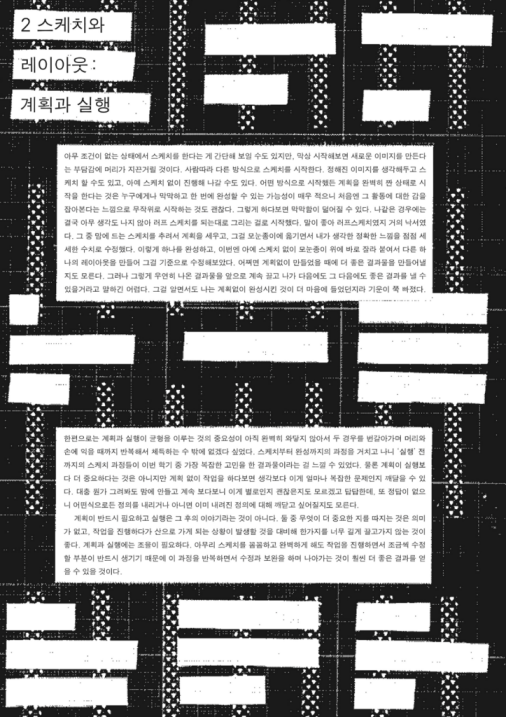 2 스케치와
레이아웃:
계획과 실행
아무 조건이 없는 상태에서 스케치를 한다는 게 간단해 보일 수도 있지만, 막상 시작해보면 새로운 이미지를 만든다
는 부담감에 머리가 지끈거릴 것이다. 사람따라 다른 방식으로 스케치를 시작한다. 정해진 이미지를 생각해두고 스
케치 할 수도 있고, 아예 스케치 없이 진행해 나갈 수도 있다. 어떤 방식으로 시작했든 계획을 완벽히 짠 상태로 시
작을 한다는 것은 누구에게나 막막하고 한 번에 완성할 수 있는 가능성이 매우 적으니 처음엔 그 활동에 대한 감을
잡아본다는 느낌으로 무작위로 시작하는 것도 괜찮다. 그렇게 하다보면 막막함이 덜어질 수 있다. 나같은 경우에는
결국 아무 생각도 나지 않아 러프 스케치를 되는대로 그리는 걸로 시작했다. 말이 좋아 러프스케치였지 거의 낙서였
다. 그 중 맘에 드는 스케치를 추려서 계획을 세우고, 그걸 모눈종이에 옮기면서 내가 생각한 정확한 느낌을 점점 세
세한 수치로 수정했다. 이렇게 하나를 완성하고, 이번엔 아예 스케치 없이 모눈종이 위에 바로 잘라 붙여서 다른 하
나의 레이아웃을 만들어 그걸 기준으로 수정해보았다. 어쩌면 계획없이 만들었을 때에 더 좋은 결과물을 만들어낼
지도 모른다. 그러나 그렇게 우연히 나온 결과물을 앞으로 계속 끌고 나가 다음에도 그 다음에도 좋은 결과를 낼 수
있을거라고 말하긴 어렵다. 그걸 알면서도 나는 계획없이 완성시킨 것이 더 마음에 들었던지라 기운이 쭉 빠졌다.
한편으로는 계획과 실행이 균형을 이루는 것의 중요성이 아직 완벽히 와닿지 않아서 두 경우를 번갈아가며 머리와
손에 익을 때까지 반복해서 체득하는 수 밖에 없겠다 싶었다. 스케치부터 완성까지의 과정을 거치고 나니 '실행' 전
까지의 스케치 과정들이 이번 학기 중 가장 복잡한 고민을 한 경과물이라는 걸 느낄 수 있었다. 물론 계획이 실행보
다 더 중요하다는 것은 아니지만 계획 없이 작업을 하다보면 생각보다 이게 얼마나 복잡한 문제인지 깨달을 수 있
다. 대충 뭔가 그려봐도 맘에 안들고 계속 보다보니 이게 별로인지 괜찮은지도 모르겠고 답답한데, 또 정답이 없으
니 어떤식으로든 정의를 내리거나 아니면 이미 내려진 정의에 대해 깨닫고 싶어질지도 모른다.
계획이 반드시 필요하고 실행은 그 후의 이야기라는 것이 아니다. 둘 중 무엇이 더 중요한 지를 따지는 것은 의미
가 없고, 작업을 진행하다가 산으로 가게 되는 상황이 발생할 것을 대비해 한가지를 너무 길게 끌고가지 않는 것이
좋다. 계획과 실행에는 조율이 필요하다. 아무리 스케치를 꼼꼼하고 완벽하게 해도 작업을 진행하면서 조금씩 수정
할 부분이 반드시 생기기 때문에 이 과정을 반복하면서 수정과 보완을 하며 나아가는 것이 훨씬 더 좋은 결과를 얻
을 수 있을 것이다.